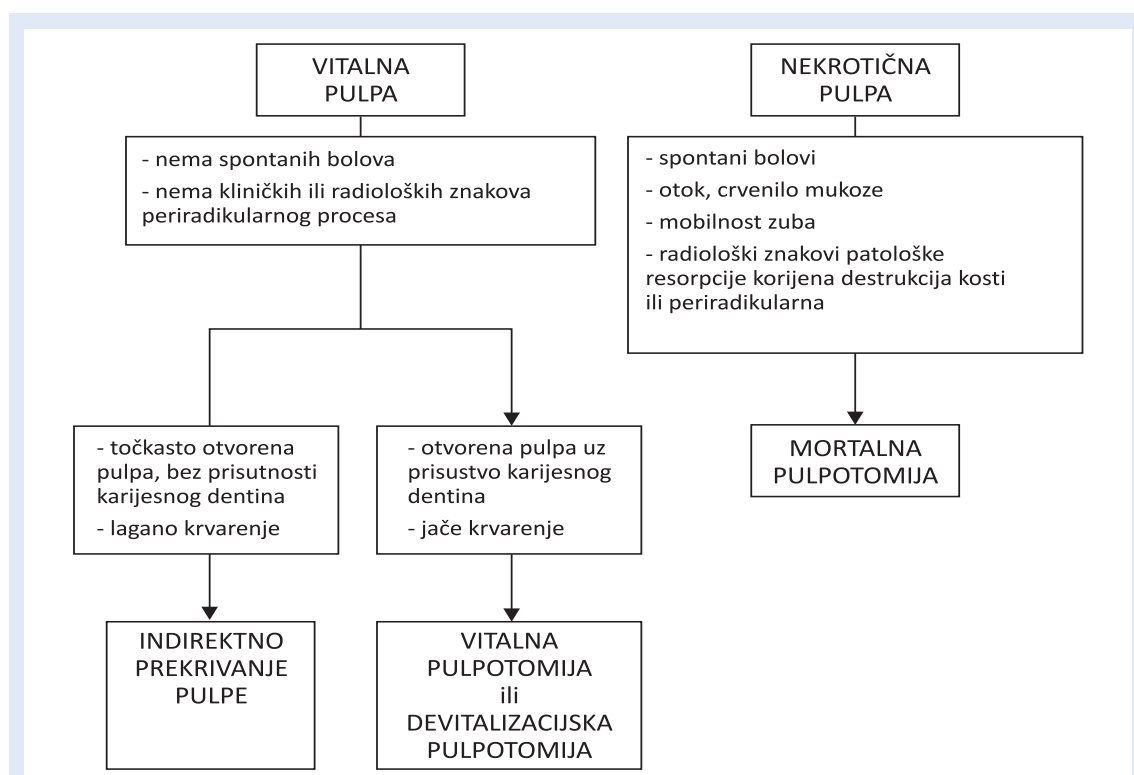 VITALNA
PULPA
- nema spontanih bolova
- nema kliničkih ili radioloških znakova
periradikularnog procesa
- točkasto otvorena
pulpa, bez prisutnosti
karijesnog dentina
- lagano krvarenje
INDIREKTNO
PREKRIVANJE
PULPE
- otvorena pulpa uz
prisustvo karijesnog
dentina
- jače krvarenje
VITALNA
PULPOTOMIJA
ili
DEVITALIZACIJSKA
PULPOTOMIJA
NEKROTIČNA
PULPA
- spontani bolovi
- otok, crvenilo mukoze
- mobilnost zuba
- radiološki znakovi patološke
resorpcije korijena destrukcija kosti
ili periradikularna
MORTALNA
PULPOTOMIJA